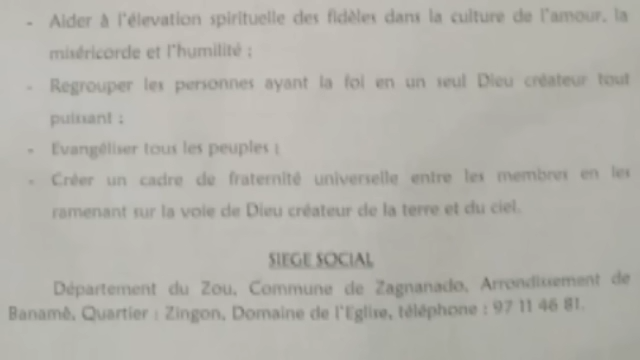 - Aider à l'élevation spirituelle des fidèles dans la culture de l'amour, la
miséricorde et l'humilité ;
- Regrouper les personnes ayant la foi en un seul Dieu créateur tout
puissant ;
- Evangéliser tous les peuples ;
- Créer un cadre de fraternité universelle entre les membres en les
ramenant sur la voie de Dieu créateur de la terre et du ciel.
SIEGE SOCIAL
Département du Zou, Commune de Zagnanado, Arrondissement de
Banamè, Quartier : Zingon, Domaine de l'Eglise, téléphone : 97 11 46 81.